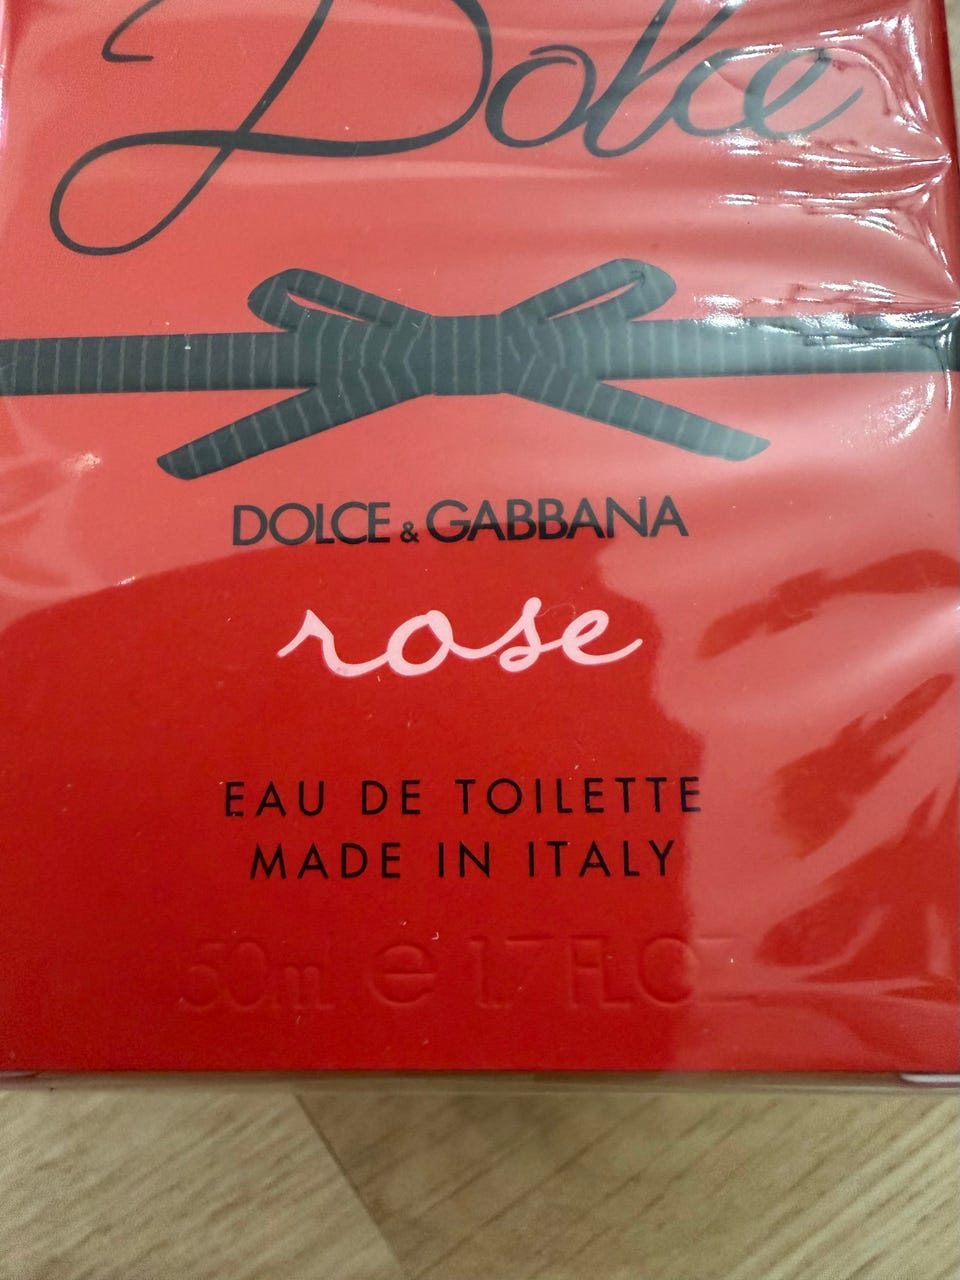 Dolce
DOLCE & GABBANA
rose
EAU DE TOILETTE
MADE IN ITALY
50ml e 1.7 FL.OZ